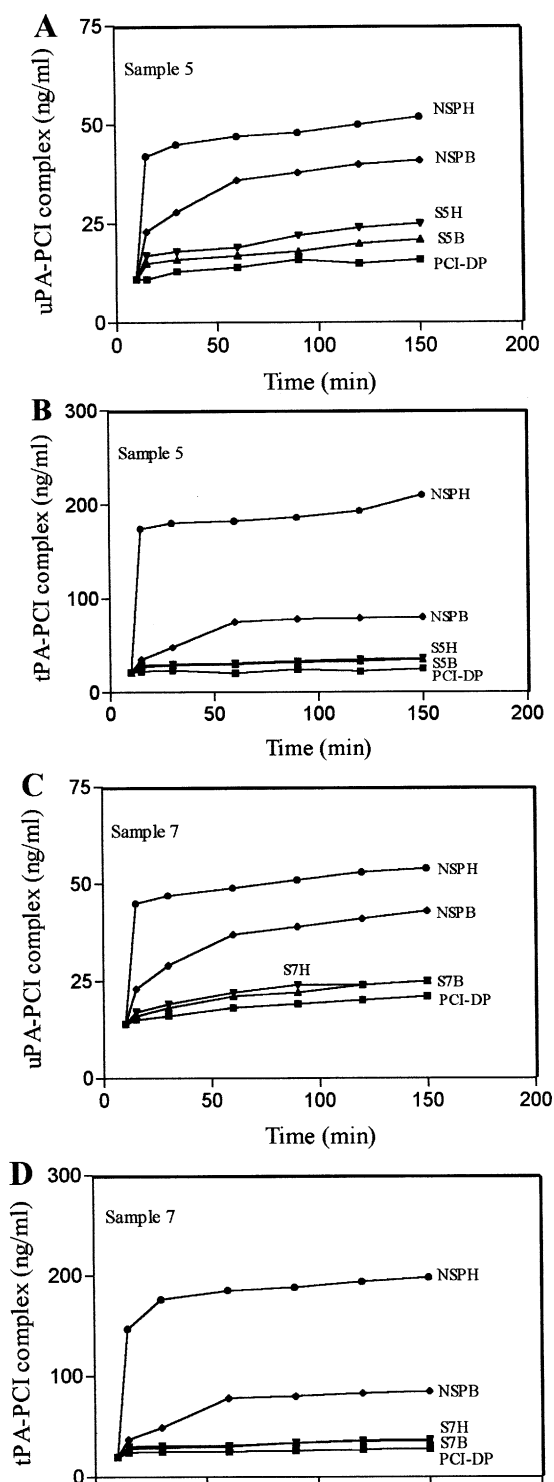 A
75
50
25
0
uPA-PCI complex (ng/ml)
Sample 5
NSPH
NSPB
S5H
S5B
PCI-DP
0 50 100 150 200
Time (min)
B
300
200
100
0
tPA-PCI complex (ng/ml)
Sample 5
NSPH
NSPB
S5H
S5B
PCI-DP
0 50 100 150 200
Time (min)
C
75
50
25
0
uPA-PCI complex (ng/ml)
Sample 7
NSPH
NSPB
S7H
S7B
PCI-DP
0 50 100 150 200
Time (min)
D
300
200
100
0
tPA-PCI complex (ng/ml)
Sample 7
NSPH
NSPB
S7H
S7B
PCI-DP